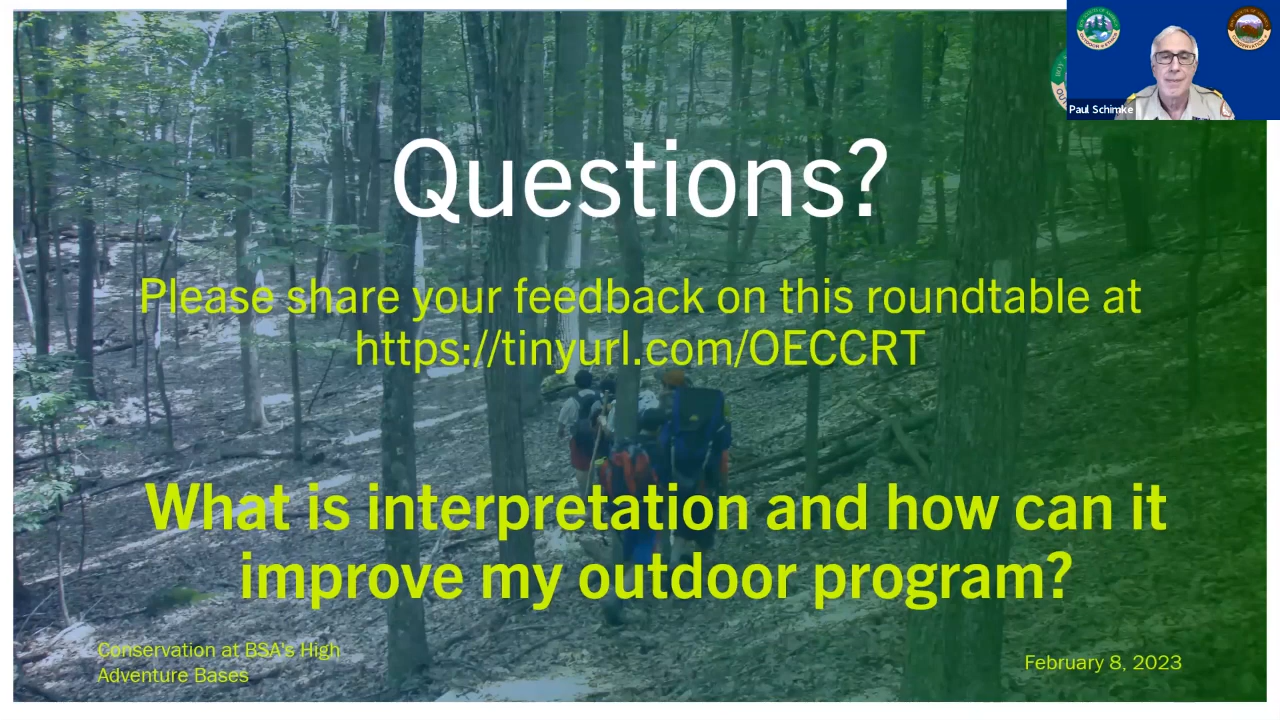 Questions?
Please share your feedback on this roundtable at
https://tinyurl.com/OECCRT
What is interpretation and how can it
improve my outdoor program?
Conservation at BSA's High
Adventure Bases
February 8, 2023
Paul Schimke